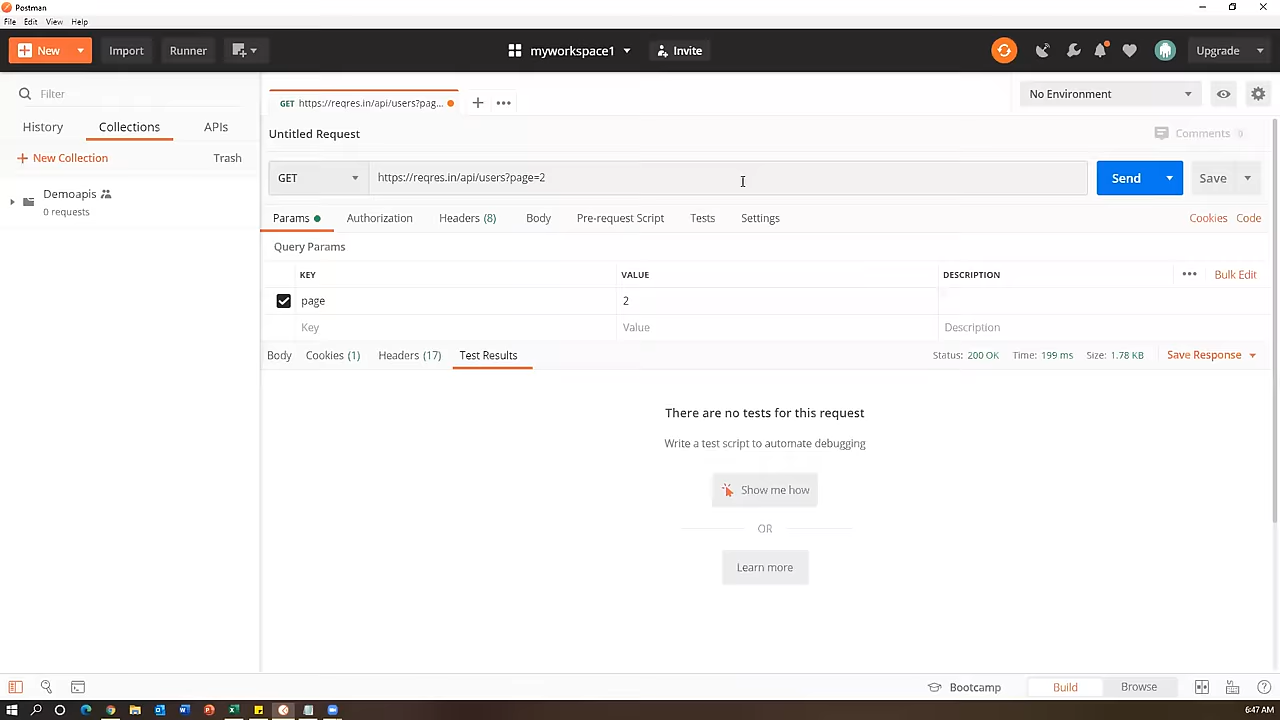 Postman
File Edit View Help
New Import Runner myworkspace1 Invite Upgrade
Filter GET https://reqres.in/api/users?pag... No Environment
History Collections APIs
Untitled Request Comments 0
New Collection Trash
GET https://reqres.in/api/users?page=2 Send Save
Demoapis
0 requests
Params Authorization Headers (8) Body Pre-request Script Tests Settings Cookies Code
Query Params
KEY VALUE DESCRIPTION Bulk Edit
page 2
Key Value Description
Body Cookies (1) Headers (17) Test Results Status: 200 OK Time: 199 ms Size: 1.78 KB Save Response
There are no tests for this request
Write a test script to automate debugging
Show me how
OR
Learn more
Bootcamp Build Browse
6:47 AM